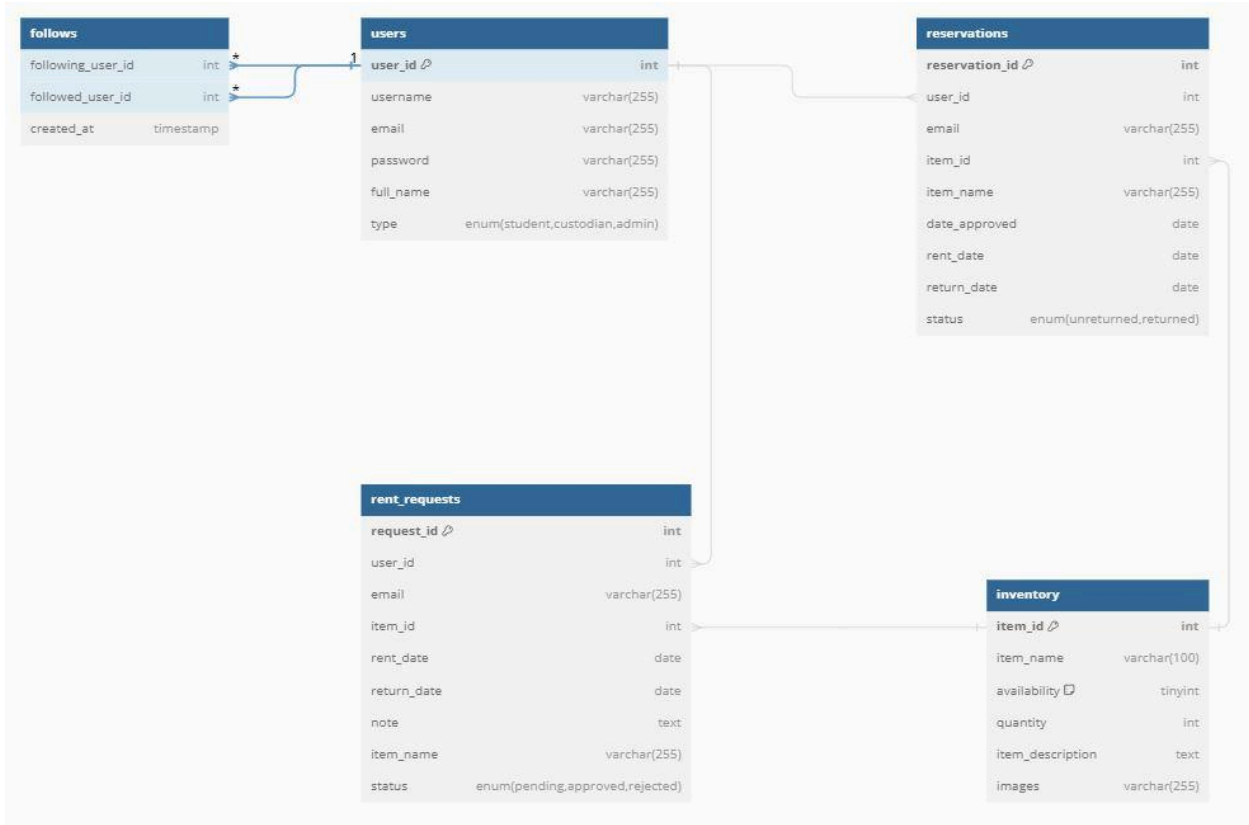 follows
following_user_id int
followed_user_id int
created_at timestamp
*
*
1
users
user_id int
username varchar(255)
email varchar(255)
password varchar(255)
full_name varchar(255)
type enum(student,custodian,admin)
reservations
reservation_id int
user_id int
email varchar(255)
item_id int
item_name varchar(255)
date_approved date
rent_date date
return_date date
status enum(unreturned,returned)
rent_requests
request_id int
user_id int
email varchar(255)
item_id int
rent_date date
return_date date
note text
item_name varchar(255)
status enum(pending,approved,rejected)
inventory
item_id int
item_name varchar(100)
availability tinyint
quantity int
item_description text
images varchar(255)